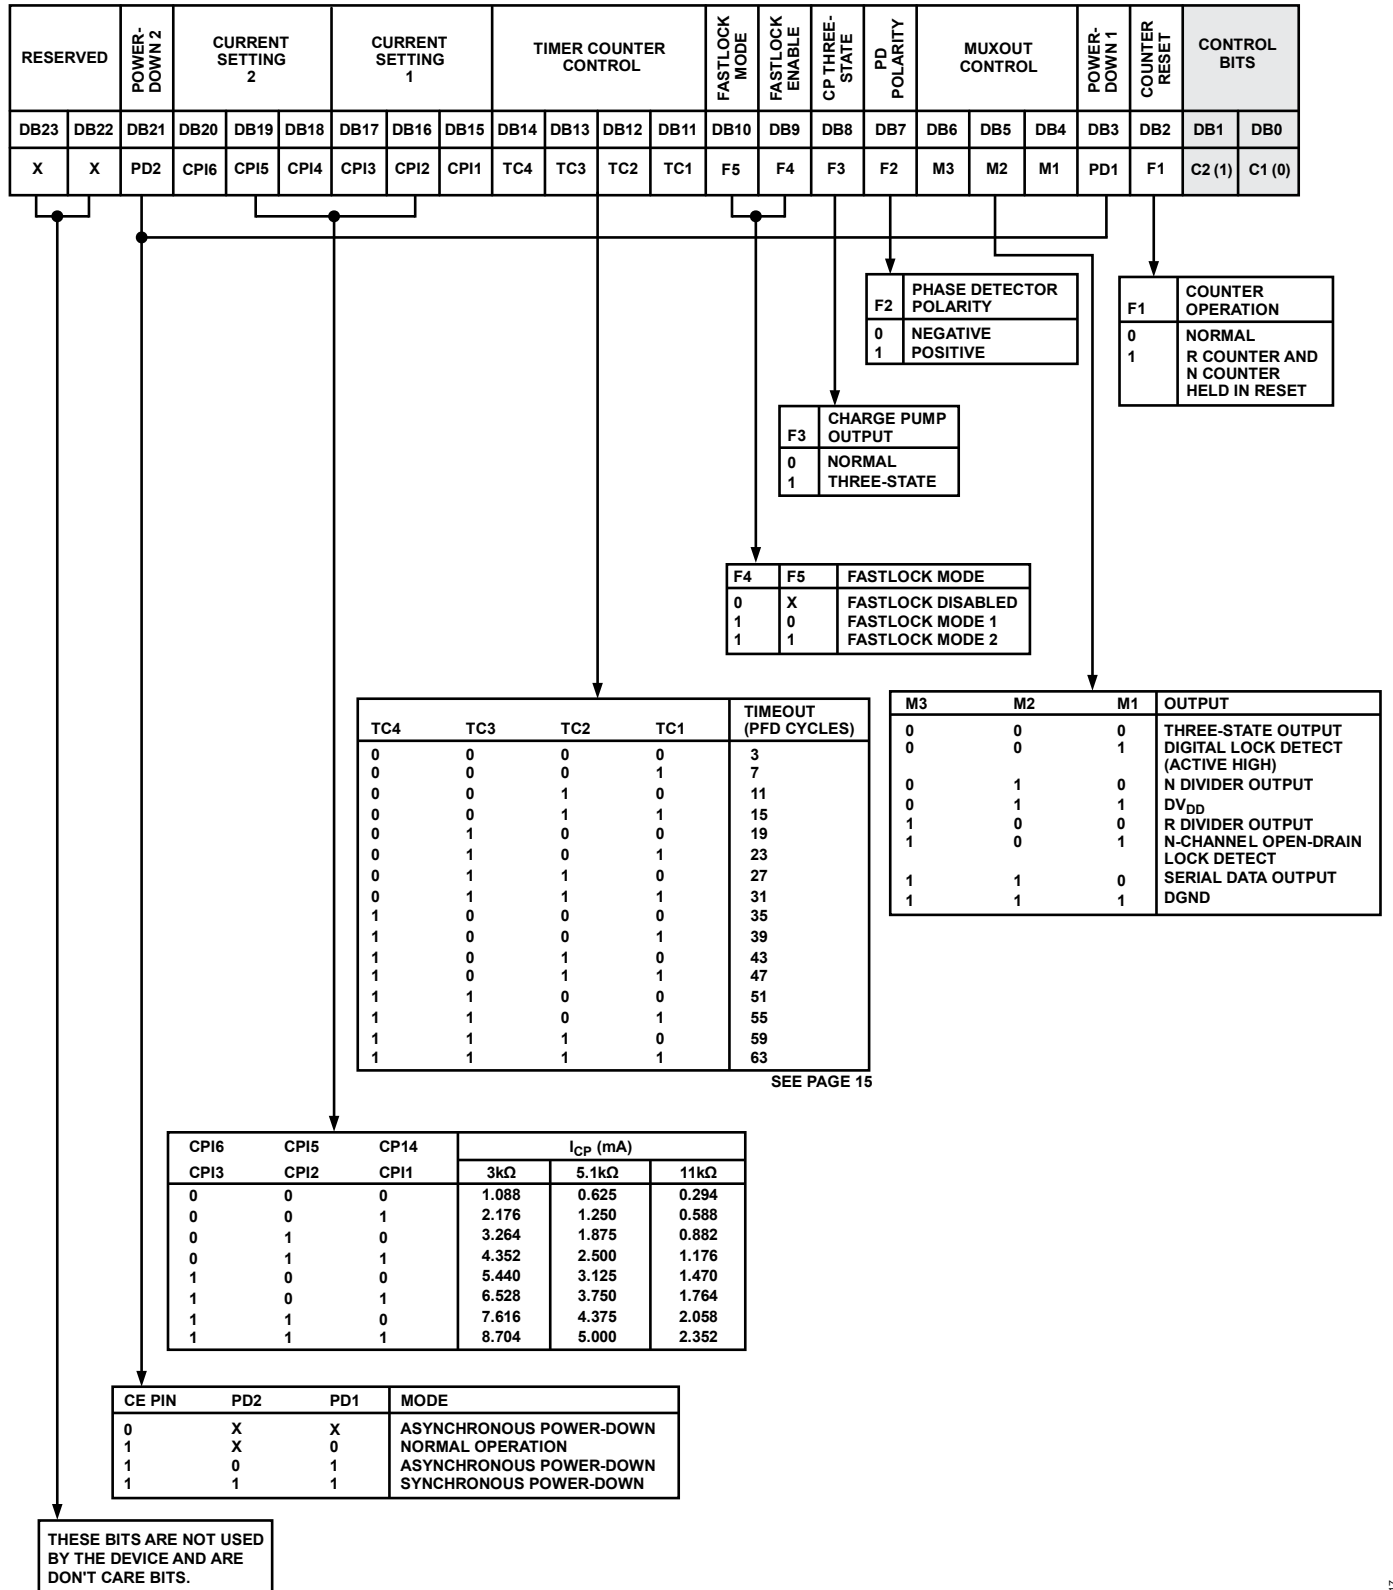 RESERVED
POWER-DOWN 2
CURRENT SETTING 2
CURRENT SETTING 1
TIMER COUNTER CONTROL
FASTLOCK MODE
FASTLOCK ENABLE
CP THREE-STATE
PD POLARITY
MUXOUT CONTROL
POWER-DOWN 1
COUNTER RESET
CONTROL BITS
DB23 DB22 DB21 DB20 DB19 DB18 DB17 DB16 DB15 DB14 DB13 DB12 DB11 DB10 DB9 DB8 DB7 DB6 DB5 DB4 DB3 DB2 DB1 DB0
X X PD2 CPI6 CPI5 CPI4 CPI3 CPI2 CPI1 TC4 TC3 TC2 TC1 F5 F4 F3 F2 M3 M2 M1 PD1 F1 C2 (1) C1 (0)
F2 PHASE DETECTOR POLARITY
0 NEGATIVE
1 POSITIVE
F1 COUNTER OPERATION
0 NORMAL
1 R COUNTER AND
N COUNTER
HELD IN RESET
F3 CHARGE PUMP OUTPUT
0 NORMAL
1 THREE-STATE
F4 F5 FASTLOCK MODE
0 X FASTLOCK DISABLED
1 0 FASTLOCK MODE 1
1 1 FASTLOCK MODE 2
TC4 TC3 TC2 TC1 TIMEOUT (PFD CYCLES)
0 0 0 0 3
0 0 0 1 7
0 0 1 0 11
0 0 1 1 15
0 1 0 0 19
0 1 0 1 23
0 1 1 0 27
0 1 1 1 31
1 0 0 0 35
1 0 0 1 39
1 0 1 0 43
1 0 1 1 47
1 1 0 0 51
1 1 0 1 55
1 1 1 0 59
1 1 1 1 63
SEE PAGE 15
M3 M2 M1 OUTPUT
0 0 0 THREE-STATE OUTPUT
0 0 1 DIGITAL LOCK DETECT
(ACTIVE HIGH)
0 1 0 N DIVIDER OUTPUT
0 1 1 DVDD
1 0 0 R DIVIDER OUTPUT
1 0 1 N-CHANNEL OPEN-DRAIN
LOCK DETECT
1 1 0 SERIAL DATA OUTPUT
1 1 1 DGND
CPI6 CPI5 CP14 ICP (mA)
CPI3 CPI2 CPI1 3kΩ 5.1kΩ 11kΩ
0 0 0 1.088 0.625 0.294
0 0 1 2.176 1.250 0.588
0 1 0 3.264 1.875 0.882
0 1 1 4.352 2.500 1.176
1 0 0 5.440 3.125 1.470
1 0 1 6.528 3.750 1.764
1 1 0 7.616 4.375 2.058
1 1 1 8.704 5.000 2.352
CE PIN PD2 PD1 MODE
0 X X ASYNCHRONOUS POWER-DOWN
1 X 0 NORMAL OPERATION
1 0 1 ASYNCHRONOUS POWER-DOWN
1 1 1 SYNCHRONOUS POWER-DOWN
THESE BITS ARE NOT USED
BY THE DEVICE AND ARE
DON'T CARE BITS.